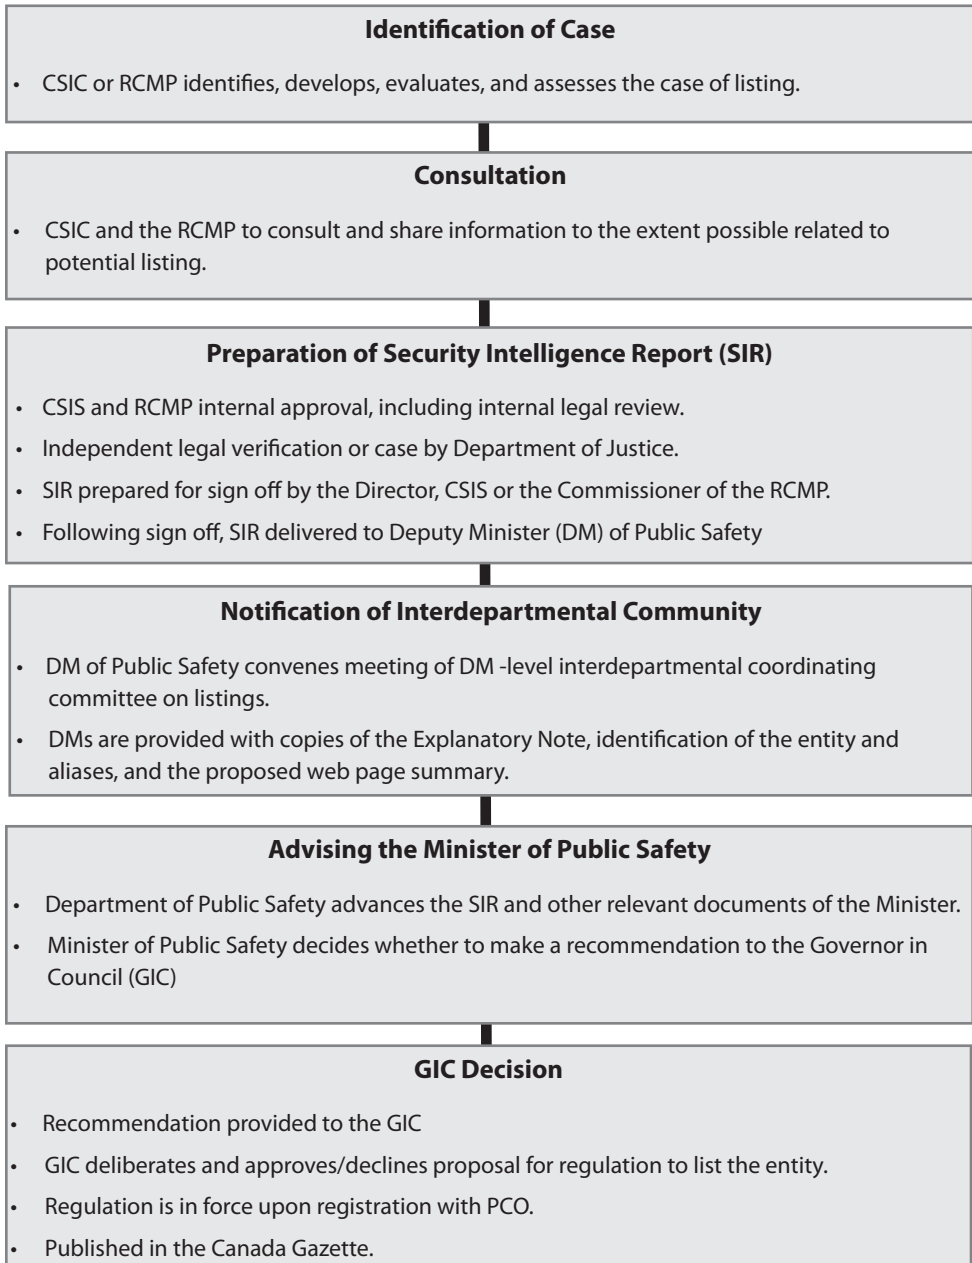 Identification of Case
• CSIC or RCMP identifies, develops, evaluates, and assesses the case of listing.
Consultation
• CSIC and the RCMP to consult and share information to the extent possible related to
potential listing.
Preparation of Security Intelligence Report (SIR)
• CSIS and RCMP internal approval, including internal legal review.
• Independent legal verification or case by Department of Justice.
• SIR prepared for sign off by the Director, CSIS or the Commissioner of the RCMP.
• Following sign off, SIR delivered to Deputy Minister (DM) of Public Safety
Notification of Interdepartmental Community
• DM of Public Safety convenes meeting of DM -level interdepartmental coordinating
committee on listings.
• DMs are provided with copies of the Explanatory Note, identification of the entity and
aliases, and the proposed web page summary.
Advising the Minister of Public Safety
• Department of Public Safety advances the SIR and other relevant documents of the Minister.
• Minister of Public Safety decides whether to make a recommendation to the Governor in
Council (GIC)
GIC Decision
• Recommendation provided to the GIC
• GIC deliberates and approves/declines proposal for regulation to list the entity.
• Regulation is in force upon registration with PCO.
• Published in the Canada Gazette.